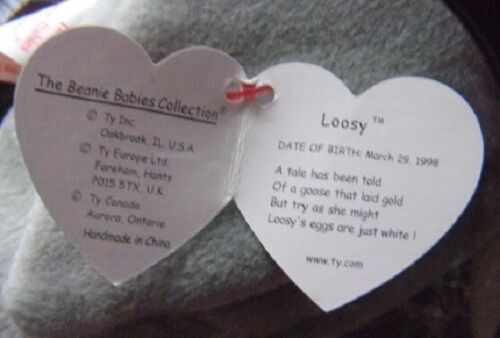 The Beanie Babies Collection®
© Ty Inc.
Oakbrook, IL, U.S.A
© Ty Europe Ltd.
Fareham, Hants
PO15 5TX, U.K.
© Ty Canada
Aurora, Ontario
Handmade in China
Loosy ™
DATE OF BIRTH: March 29, 1998
A tale has been told
Of a goose that laid gold
But try as she might
Loosy's eggs are just white !
www.ty.com